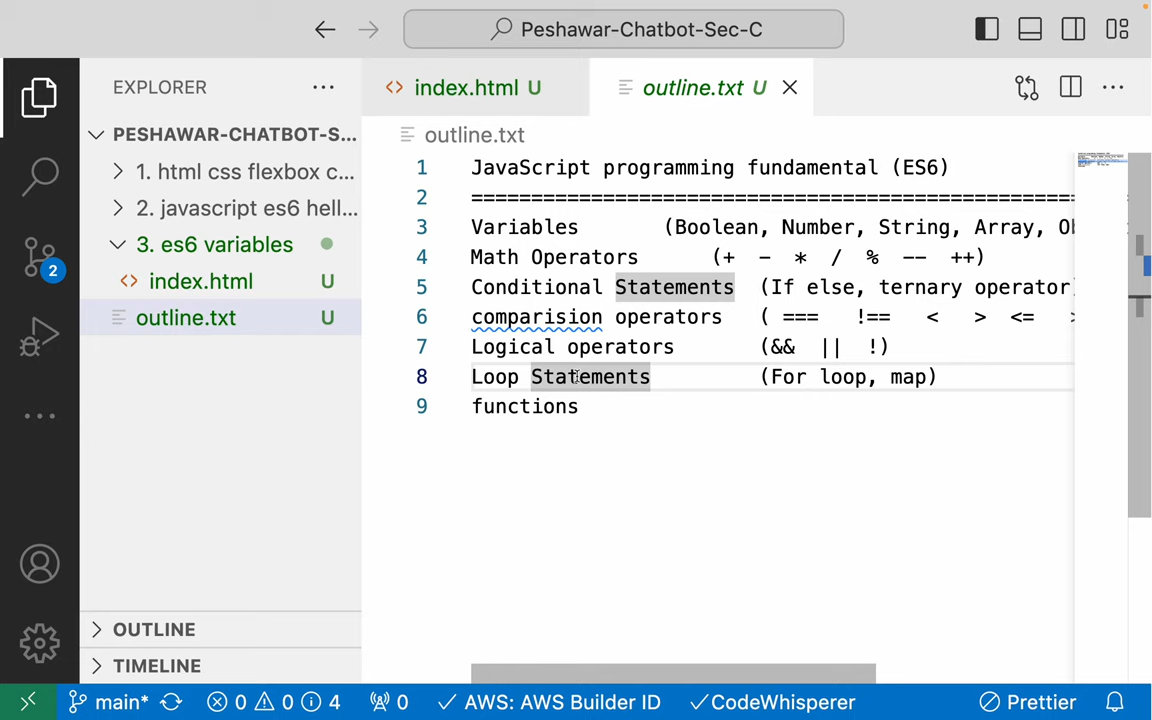 Peshawar-Chatbot-Sec-C
EXPLORER
PESHAWAR-CHATBOT-S...
1. html css flexbox c...
2. javascript es6 hell...
3. es6 variables
index.html U
outline.txt U
OUTLINE
TIMELINE
index.html U
outline.txt U
outline.txt
1 JavaScript programming fundamental (ES6)
2 ===================================================
3 Variables (Boolean, Number, String, Array, Ob
4 Math Operators (+ - * / % -- ++)
5 Conditional Statements (If else, ternary operator)
6 comparision operators ( === !== < > <= >
7 Logical operators (&& || !)
8 Loop Statements (For loop, map)
9 functions
2
main* 0 0 4 0 AWS: AWS Builder ID CodeWhisperer Prettier